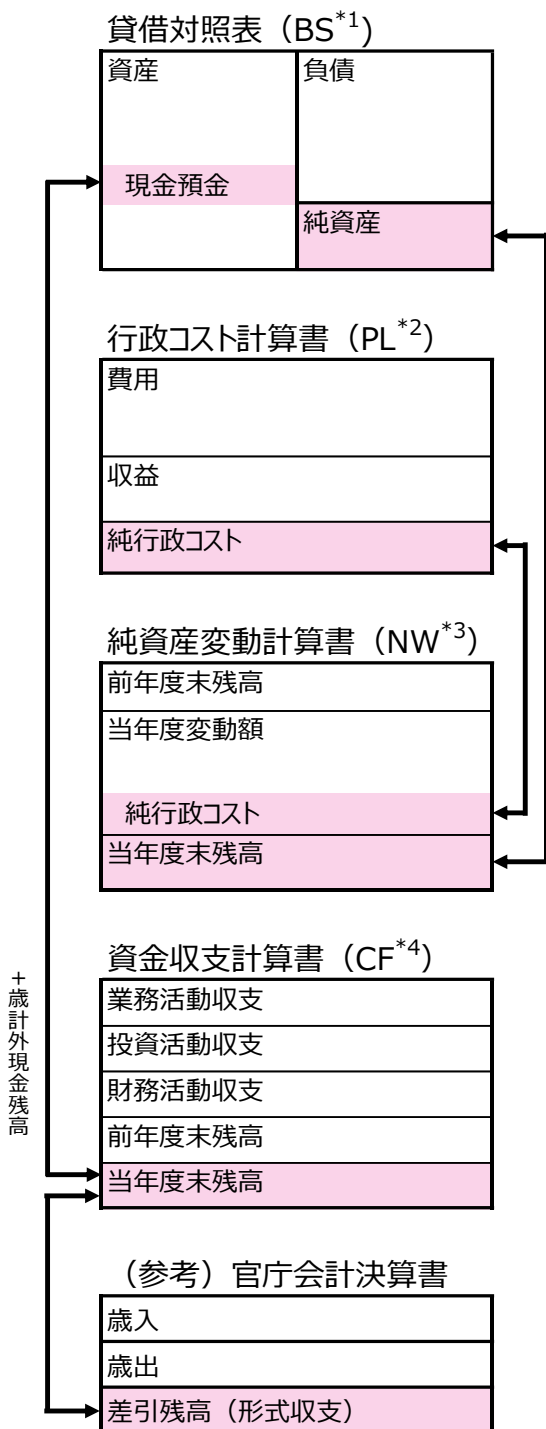 貸借対照表（BS*1)
資産
負債
現金預金
純資産
行政コスト計算書（PL*2）
費用
収益
純行政コスト
純資産変動計算書（NW*3）
前年度末残高
当年度変動額
純行政コスト
当年度末残高
資金収支計算書（CF*4）
業務活動収支
投資活動収支
財務活動収支
前年度末残高
当年度末残高
＋歳計外現金残高
（参考）官庁会計決算書
歳入
歳出
差引残高（形式収支）